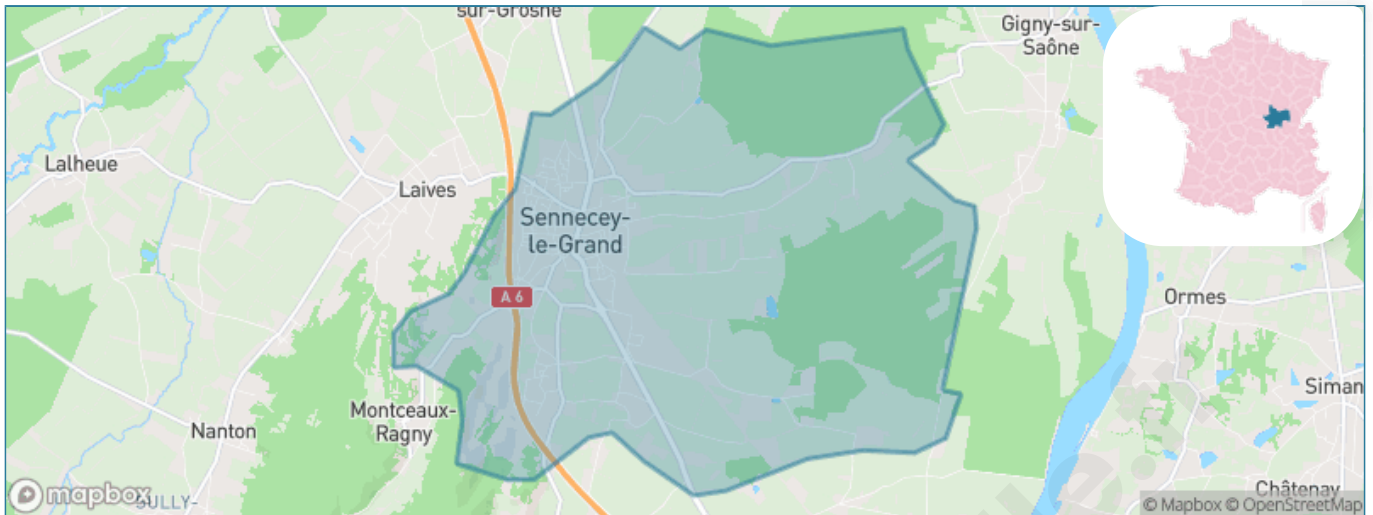 sur-Grosne
Gigny-sur-
Saône
Lalheue
Laives
Sennecey-
le-Grand
A 6
Ormes
Siman
Montceaux-
Ragny
Nanton
mapbox
SULLY-
Châtenay
© Mapbox © OpenStreetMap